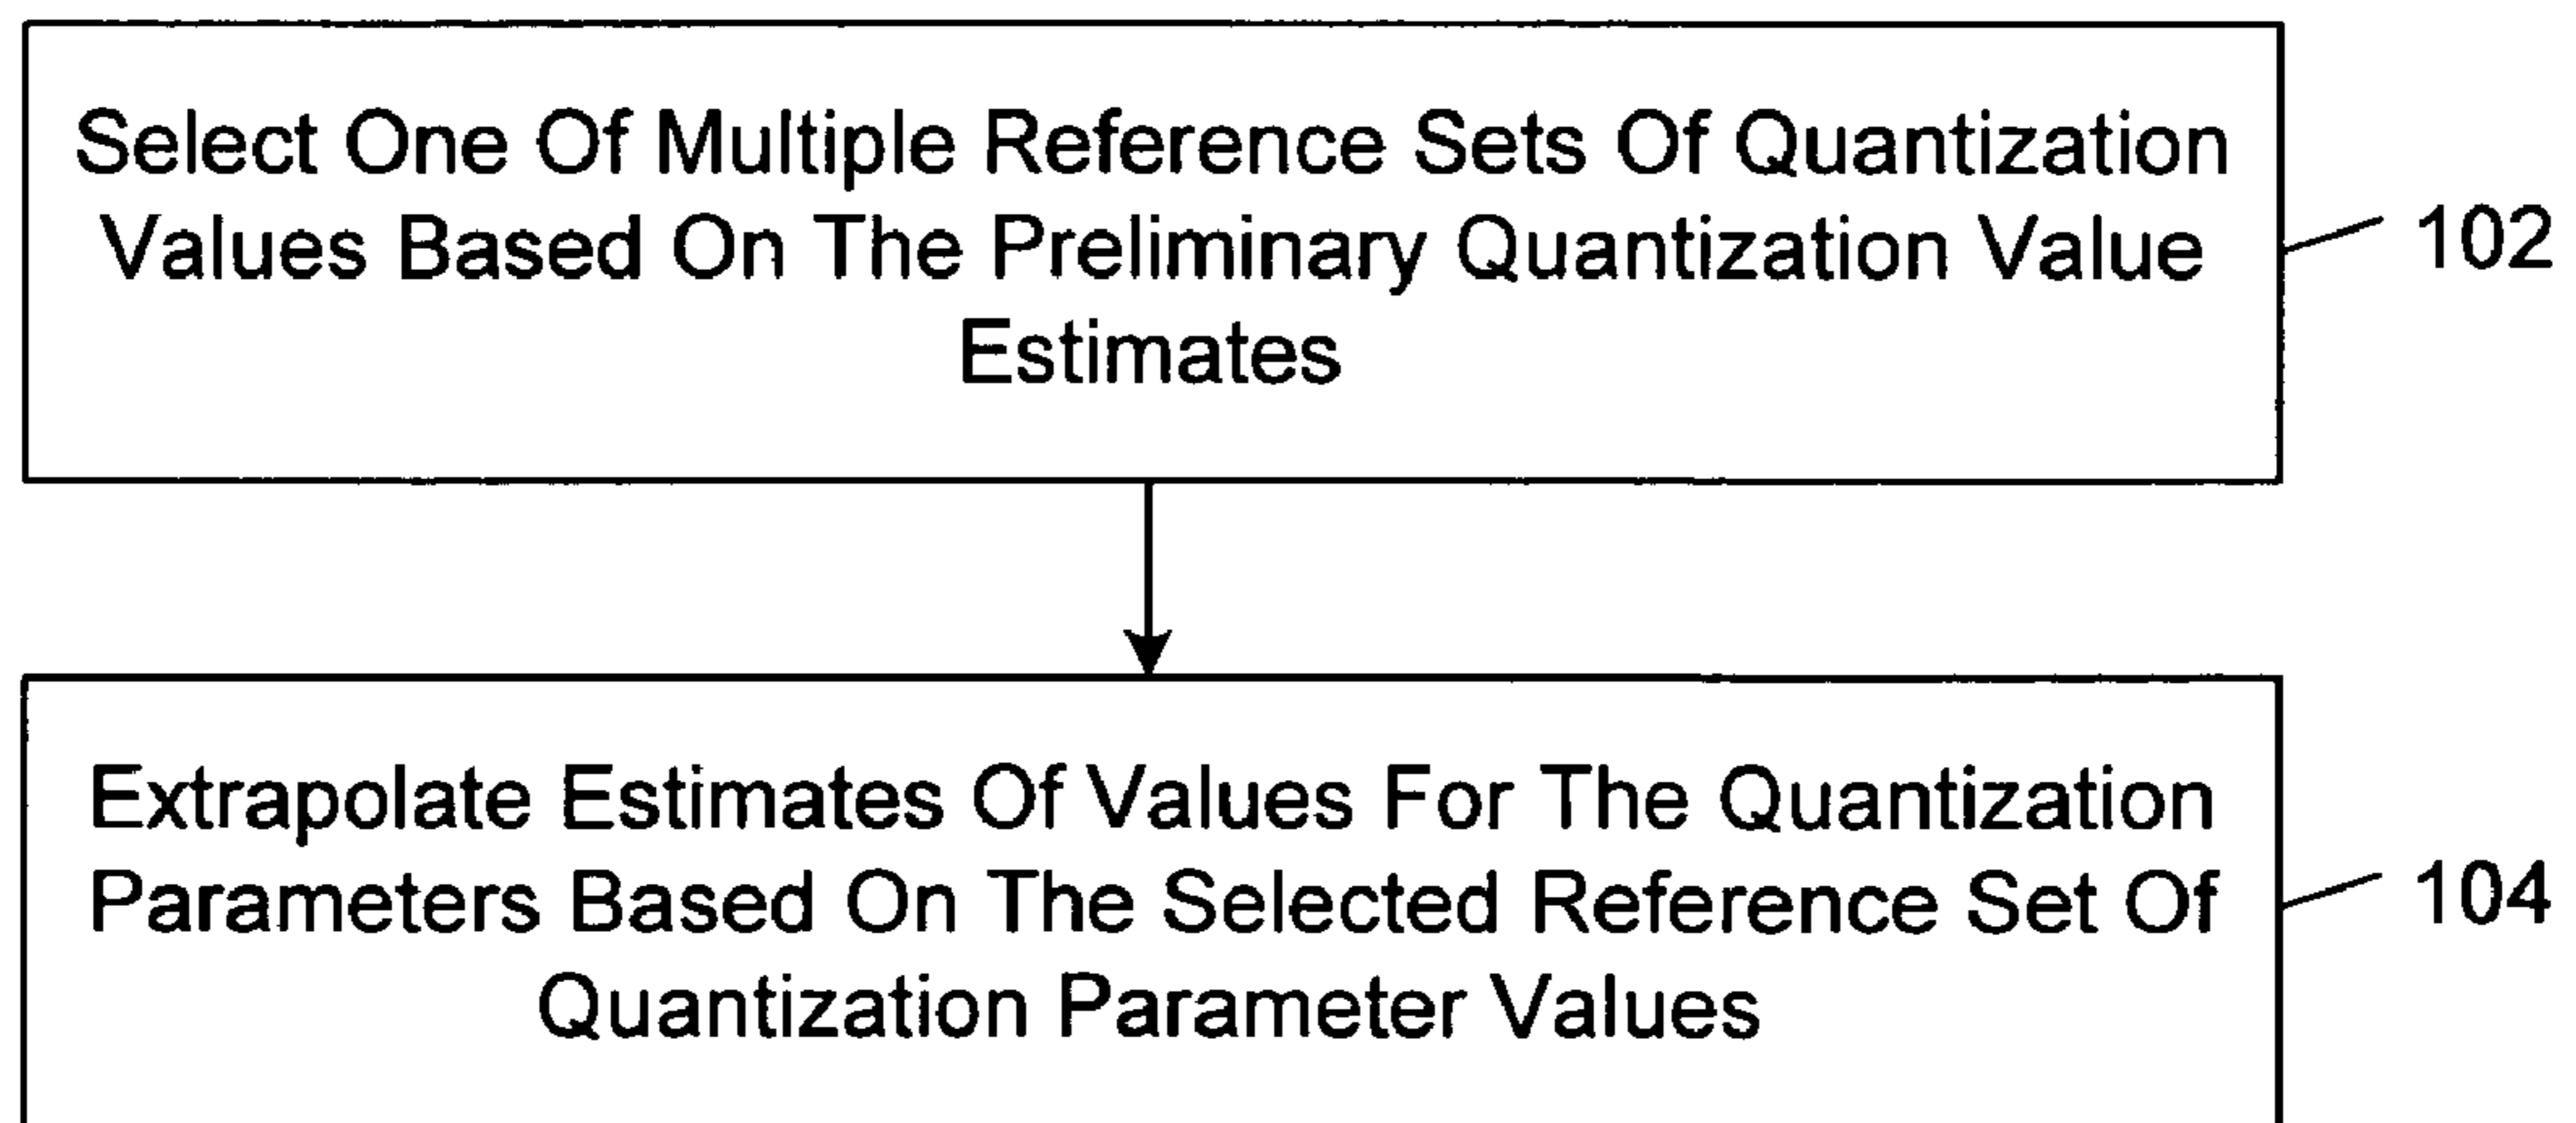 Select One Of Multiple Reference Sets Of Quantization
Values Based On The Preliminary Quantization Value
Estimates
102
Extrapolate Estimates Of Values For The Quantization
Parameters Based On The Selected Reference Set Of
Quantization Parameter Values
104